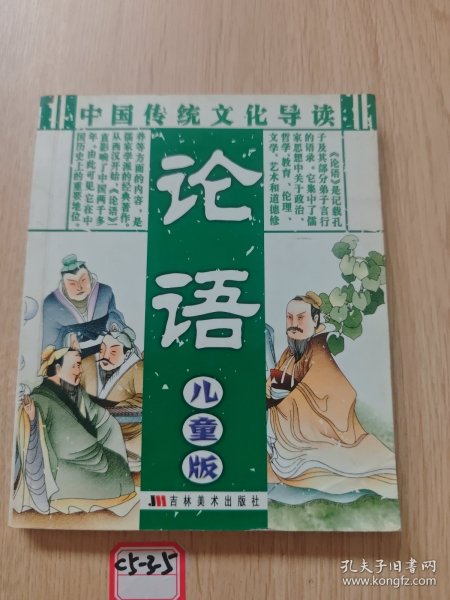 中国传统文化导读
《论语》是记载孔
子及其部分弟子言行
的语录。它集中了儒
家思想中关于政治、
哲学、教育、伦理、
文学、艺术和道德修
养等方面的内容，是
儒家学派的经典著作。
从西汉开始，《论语》一
直影响了中国两千多
年，由此可见，它在中
国历史上的重要地位。
论语
儿童版
JM 吉林美术出版社
C5-3.5
孔夫子旧书网
www.kongfz.com